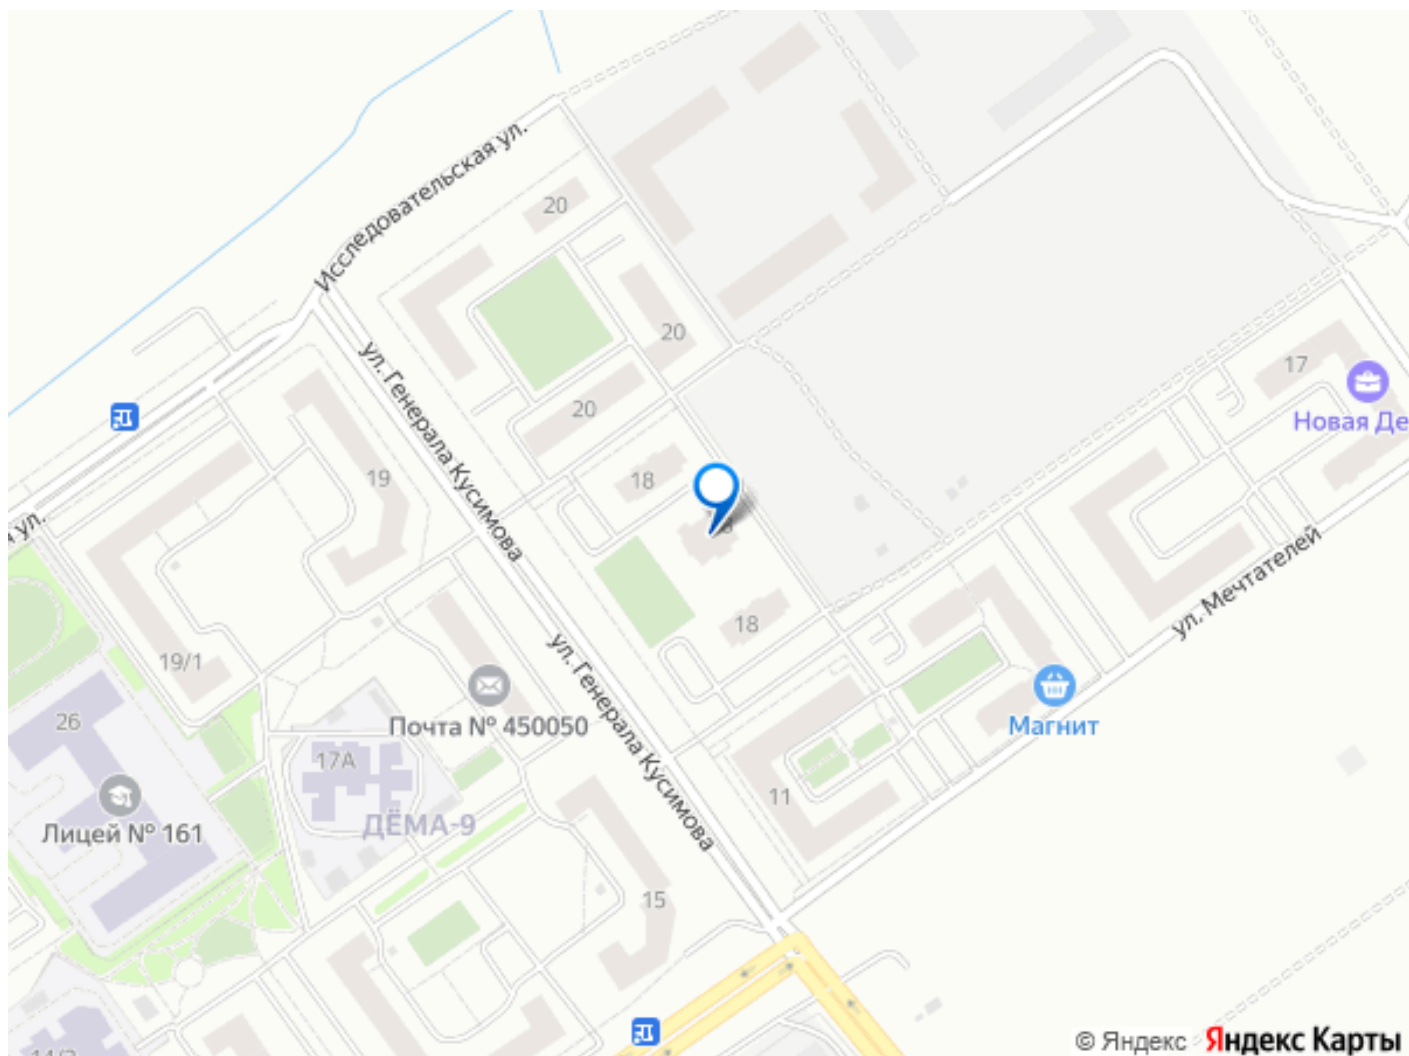 Исследовательская ул.
20
20
20
ул. Генерала Кусимова
17
Новая Де
19
18
я ул.
18
ул. Мечтателей
19/1
26
Почта № 450050
Магнит
17А
ул. Генерала Кусимова
11
Лицей № 161
ДЁМА-9
15
© Яндекс Яндекс Карты